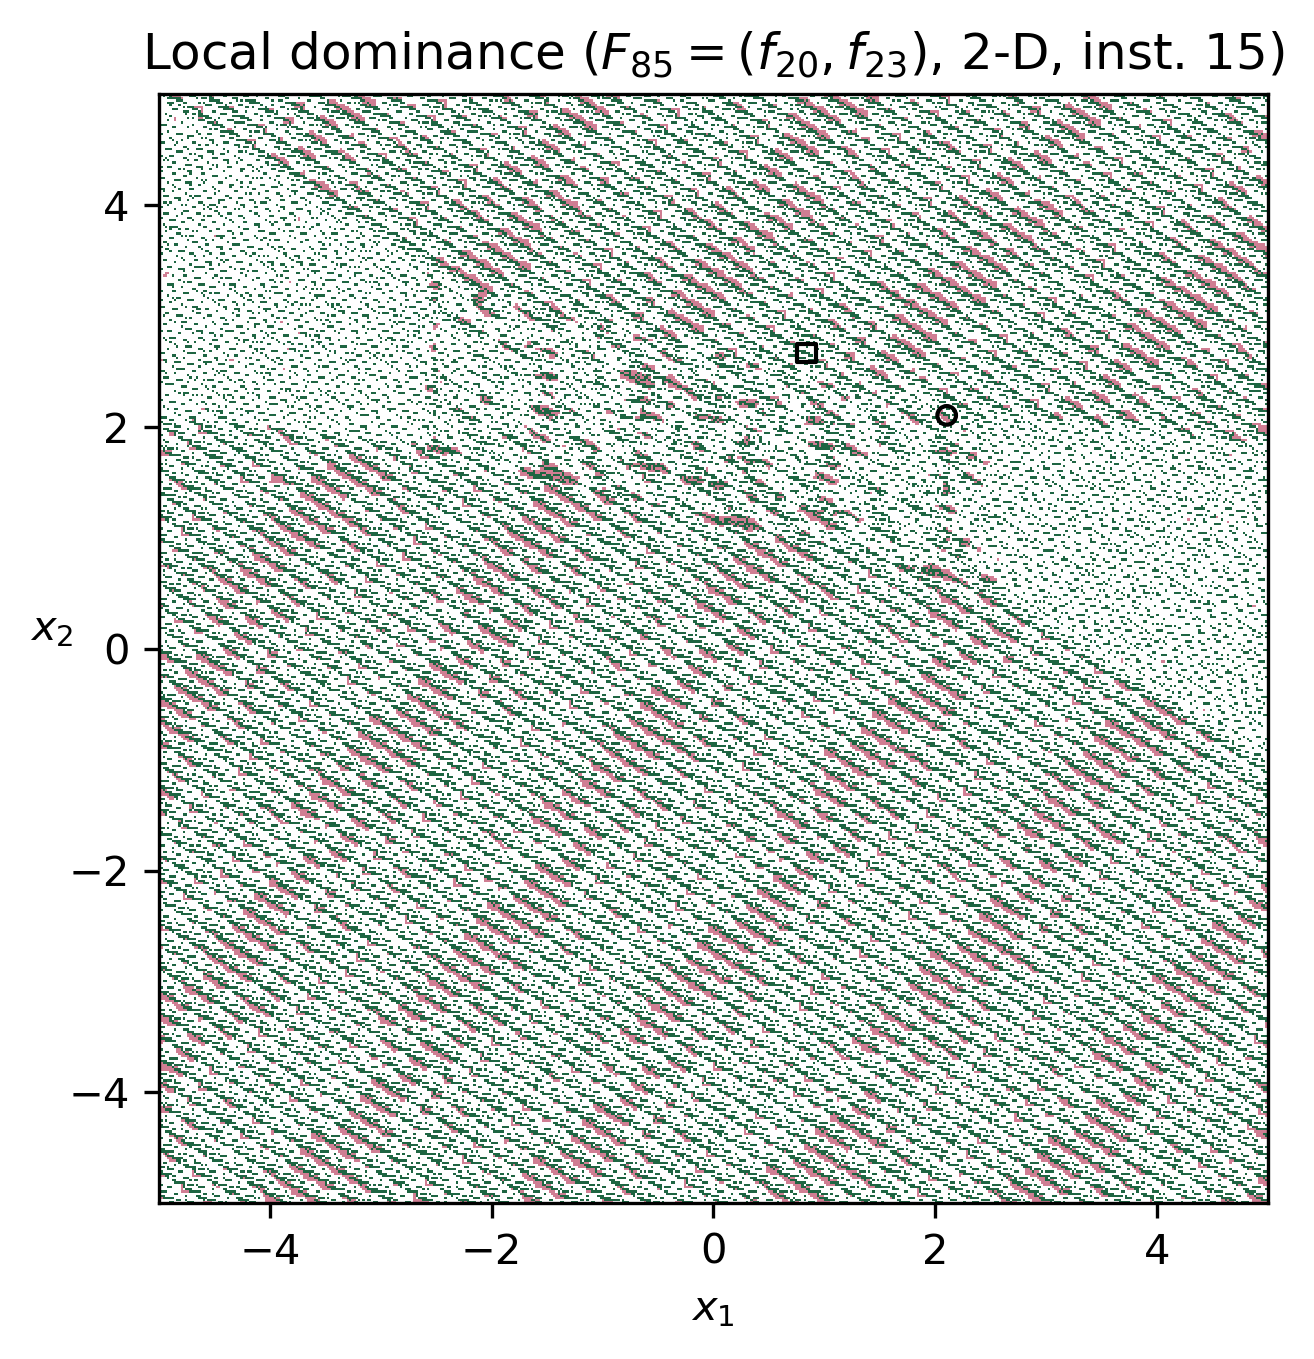 Local dominance (F₈₅ = (f₂₀, f₂₃), 2-D, inst. 15)
4
2
x₂ 0
−2
−4
−4 −2 0 2 4
x₁